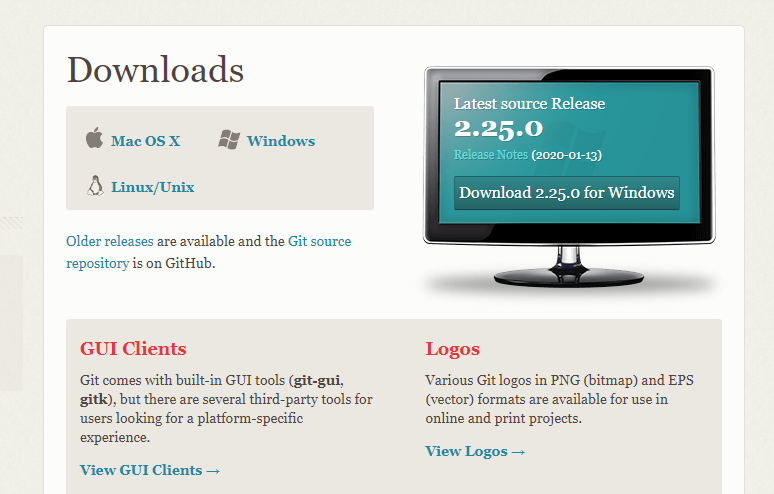 Downloads
Mac OS X
Windows
Linux/Unix
Older releases are available and the Git source
repository is on GitHub.
Latest source Release
2.25.0
Release Notes (2020-01-13)
Download 2.25.0 for Windows
GUI Clients
Git comes with built-in GUI tools (git-gui,
gitk), but there are several third-party tools for
users looking for a platform-specific
experience.
View GUI Clients →
Logos
Various Git logos in PNG (bitmap) and EPS
(vector) formats are available for use in
online and print projects.
View Logos →